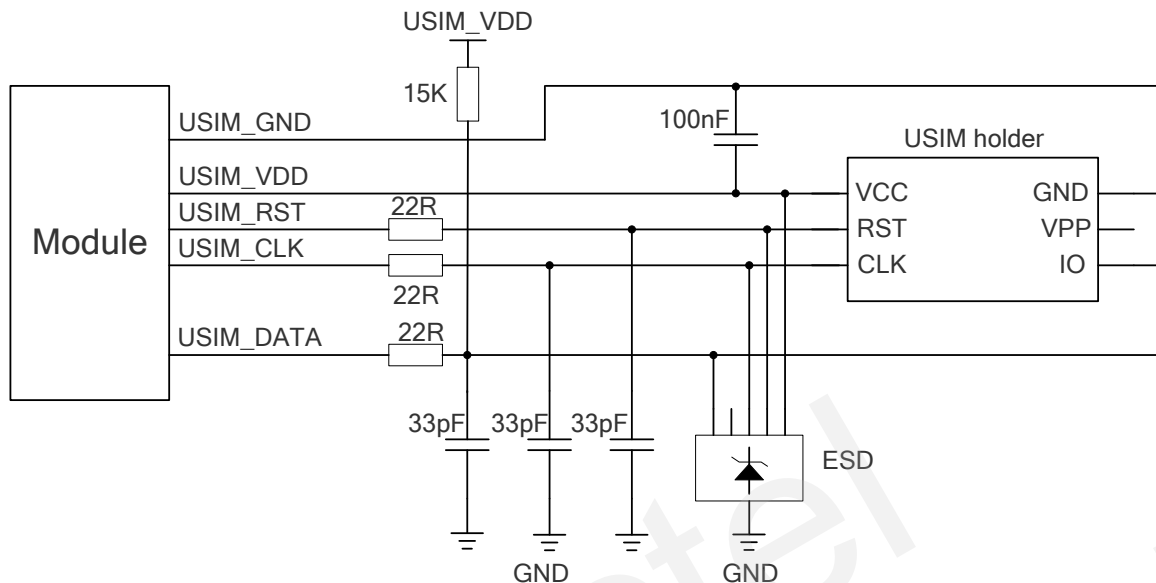 USIM_VDD
15K
USIM_GND
100nF
USIM holder
USIM_VDD
VCC
GND
USIM_RST
22R
RST
VPP
Module
USIM_CLK
22R
CLK
IO
USIM_DATA
22R
33pF
33pF
33pF
ESD
GND
GND